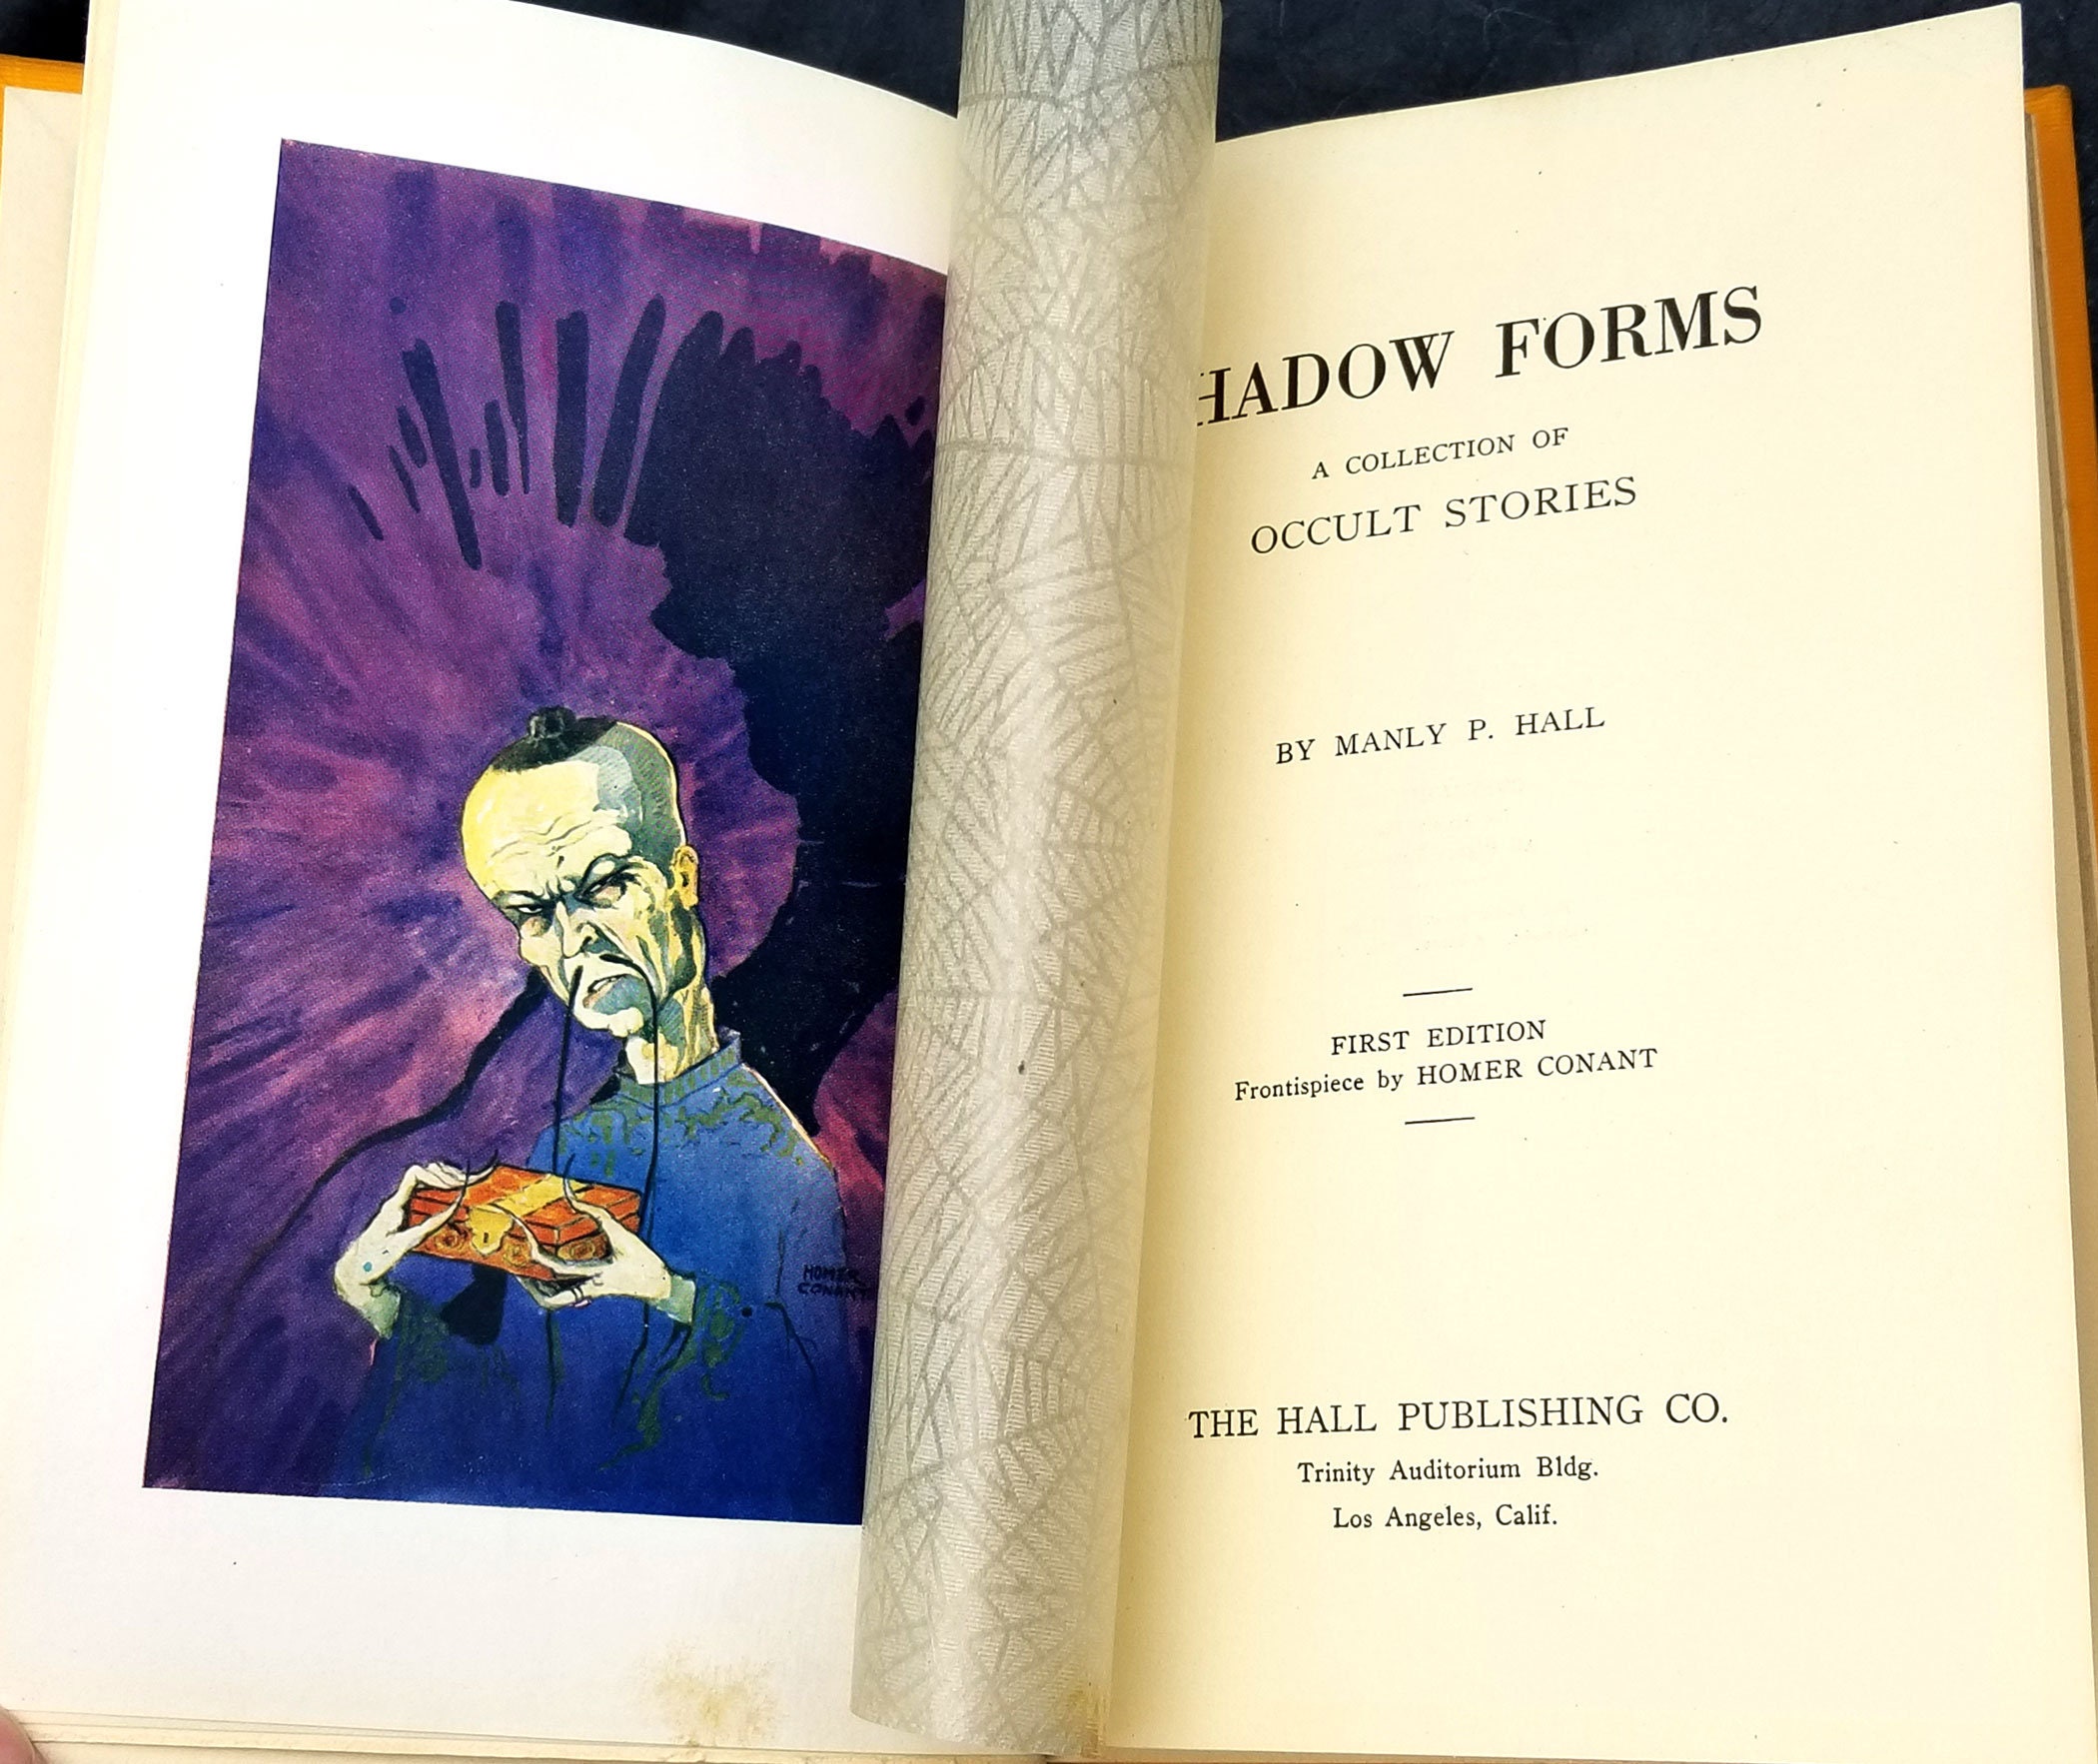 HOMER
CONANT
HADOW FORMS
A COLLECTION OF
OCCULT STORIES
BY MANLY P. HALL
FIRST EDITION
Frontispiece by HOMER CONANT
THE HALL PUBLISHING CO.
Trinity Auditorium Bldg.
Los Angeles, Calif.